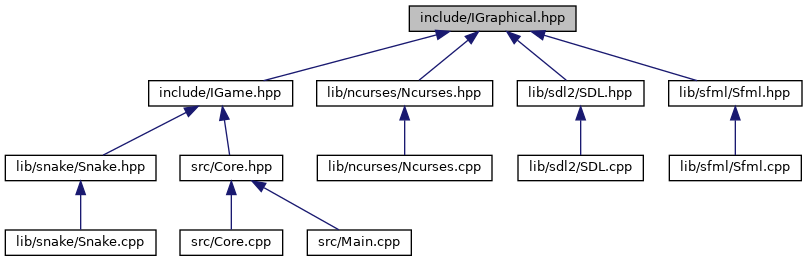 include/IGraphical.hpp
include/IGame.hpp
lib/ncurses/Ncurses.hpp
lib/sdl2/SDL.hpp
lib/sfml/Sfml.hpp
lib/snake/Snake.hpp
src/Core.hpp
lib/ncurses/Ncurses.cpp
lib/sdl2/SDL.cpp
lib/sfml/Sfml.cpp
lib/snake/Snake.cpp
src/Core.cpp
src/Main.cpp